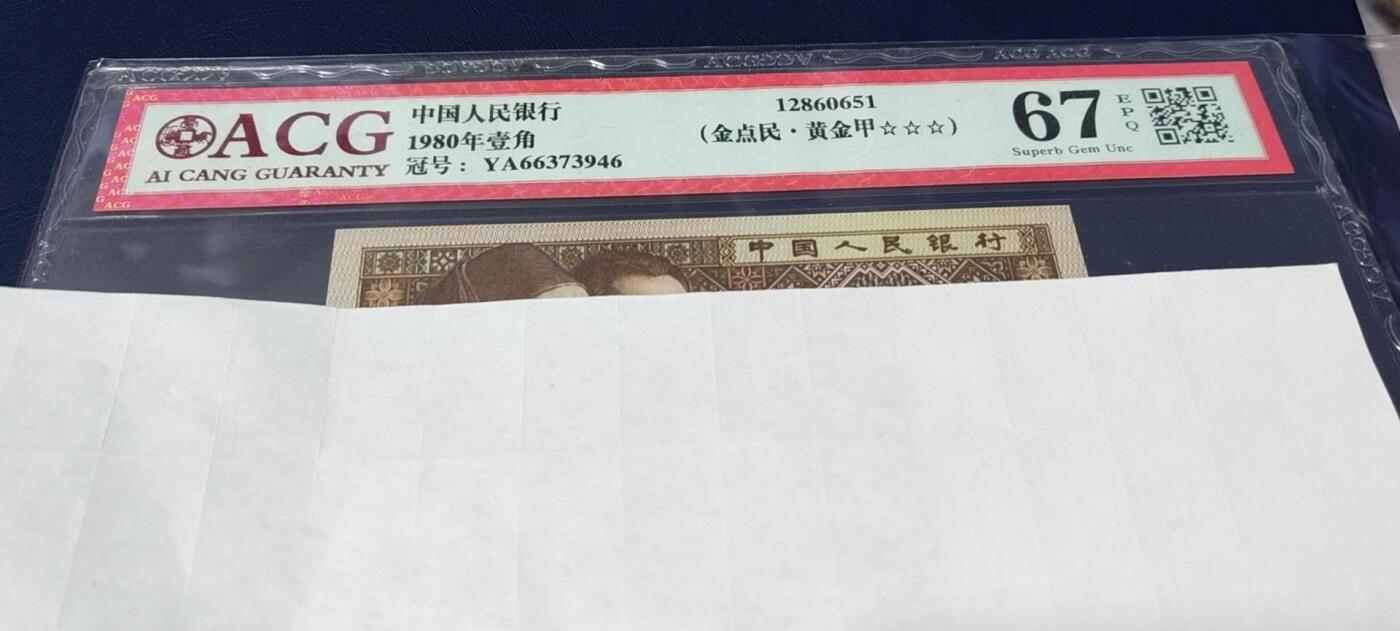 ACG
AI CANG GUARANTY
中国人民银行
1980年壹角
冠号：YA66373946
12860651
(金点民·黄金甲☆☆☆)
67
EPQ
Superb Gem Unc
中国人民银行